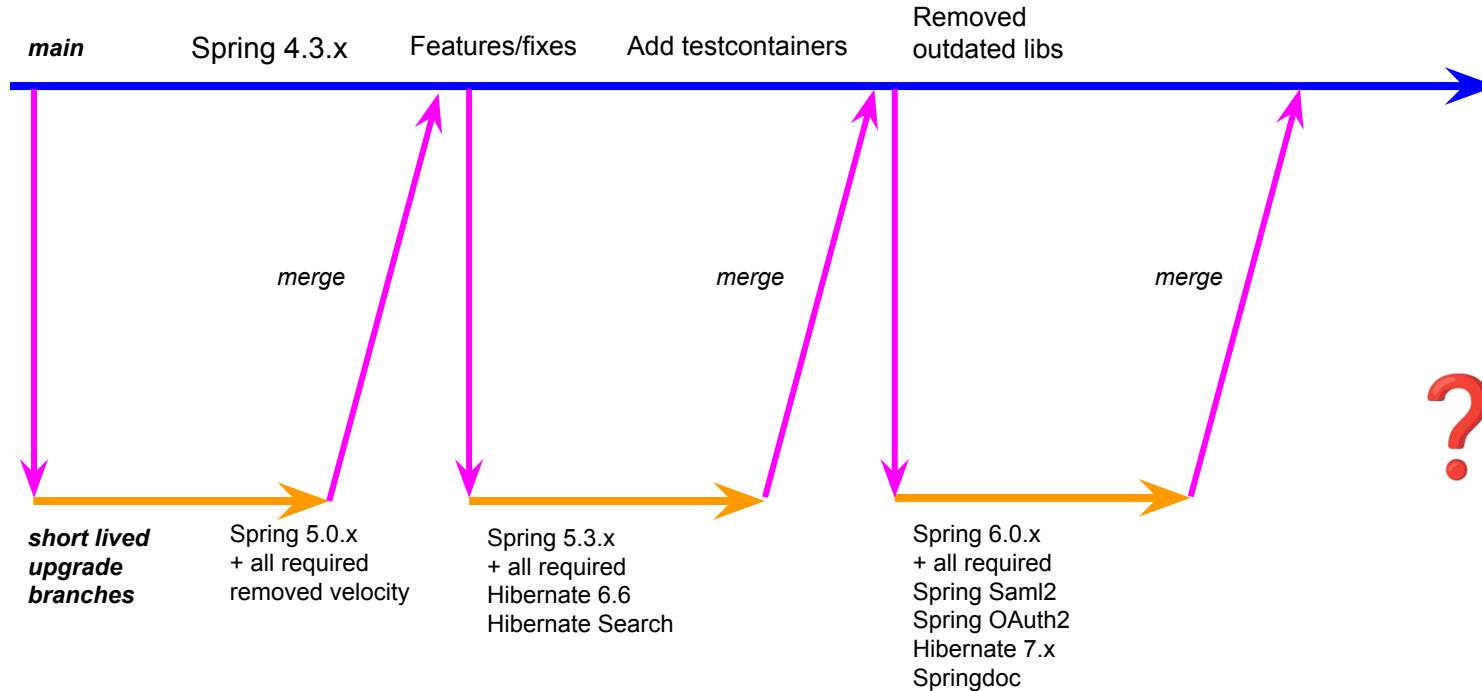 main
Spring 4.3.x
Features/fixes
Add testcontainers
Removed
outdated libs
merge
merge
merge
short lived
upgrade
branches
Spring 5.0.x
+ all required
removed velocity
Spring 5.3.x
+ all required
Hibernate 6.6
Hibernate Search
Spring 6.0.x
+ all required
Spring Saml2
Spring OAuth2
Hibernate 7.x
Springdoc
❓